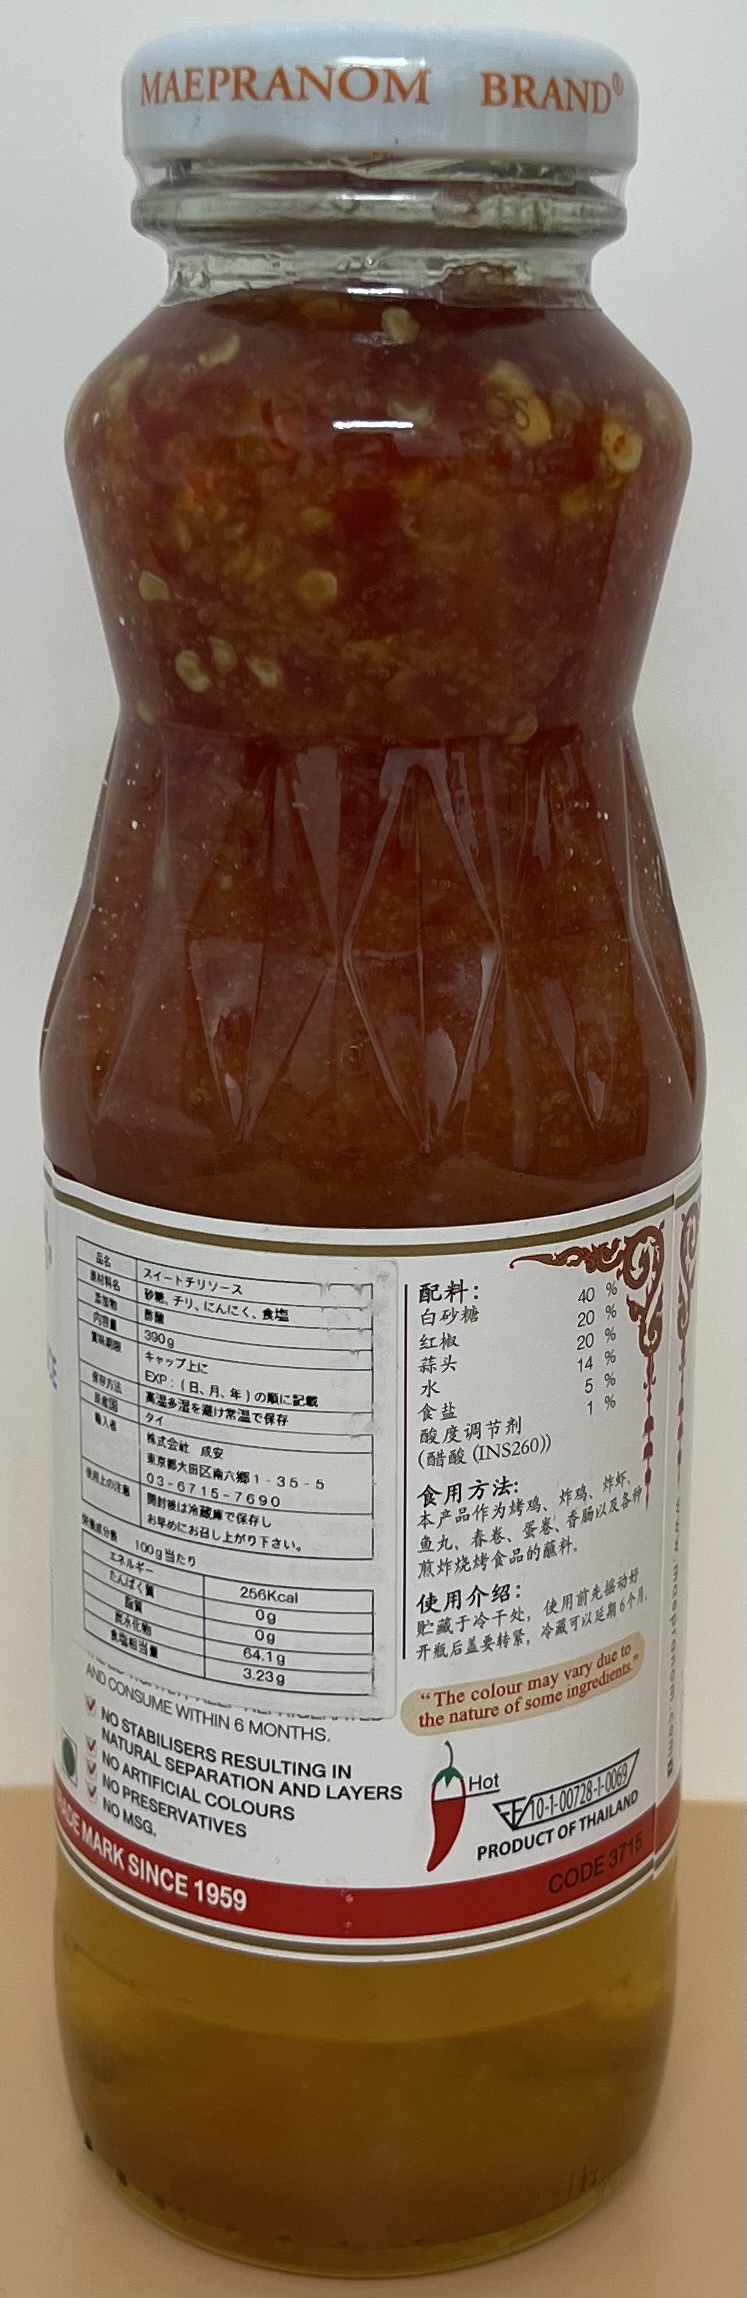 MAEPRANOM BRAND®
品名 スイートチリソース
原材料名 砂糖、チリ、にんにく、食塩
添加物 酢酸
内容量 390g
賞味期限 キャップ上に
EXP:(日、月、年)の順に記載
保存方法 高温多湿を避け常温で保存
原産国 タイ
輸入者 株式会社 成安
東京都大田区南六郷1-35-5
03-6715-7690
使用上の注意 開封後は冷蔵庫で保存し
お早めにお召し上がり下さい。
栄養成分表 100g当たり
エネルギー 256Kcal
たんぱく質 0g
脂質 0g
炭水化物 64.1g
食塩相当量 3.23g
AND CONSUME WITHIN 6 MONTHS.
NO STABILISERS RESULTING IN
NATURAL SEPARATION AND LAYERS
NO ARTIFICIAL COLOURS
NO PRESERVATIVES
NO MSG.
配料:
白砂糖 40 %
红椒 20 %
蒜头 20 %
水 14 %
食盐 5 %
酸度调节剂 1 %
(醋酸 (INS260))
食用方法:
本产品作为烤鸡、炸鸡、炸虾、
鱼丸、春卷、蛋卷、香肠以及各种
煎炸烧烤食品的蘸料。
使用介绍:
贮藏于冷干处, 使用前先摇动好
开瓶后盖要转紧, 冷藏可以延期6个月.
"The colour may vary due to
the nature of some ingredients."
Hot
10-1-00728-1-0069
PRODUCT OF THAILAND
MARK SINCE 1959
CODE 3715